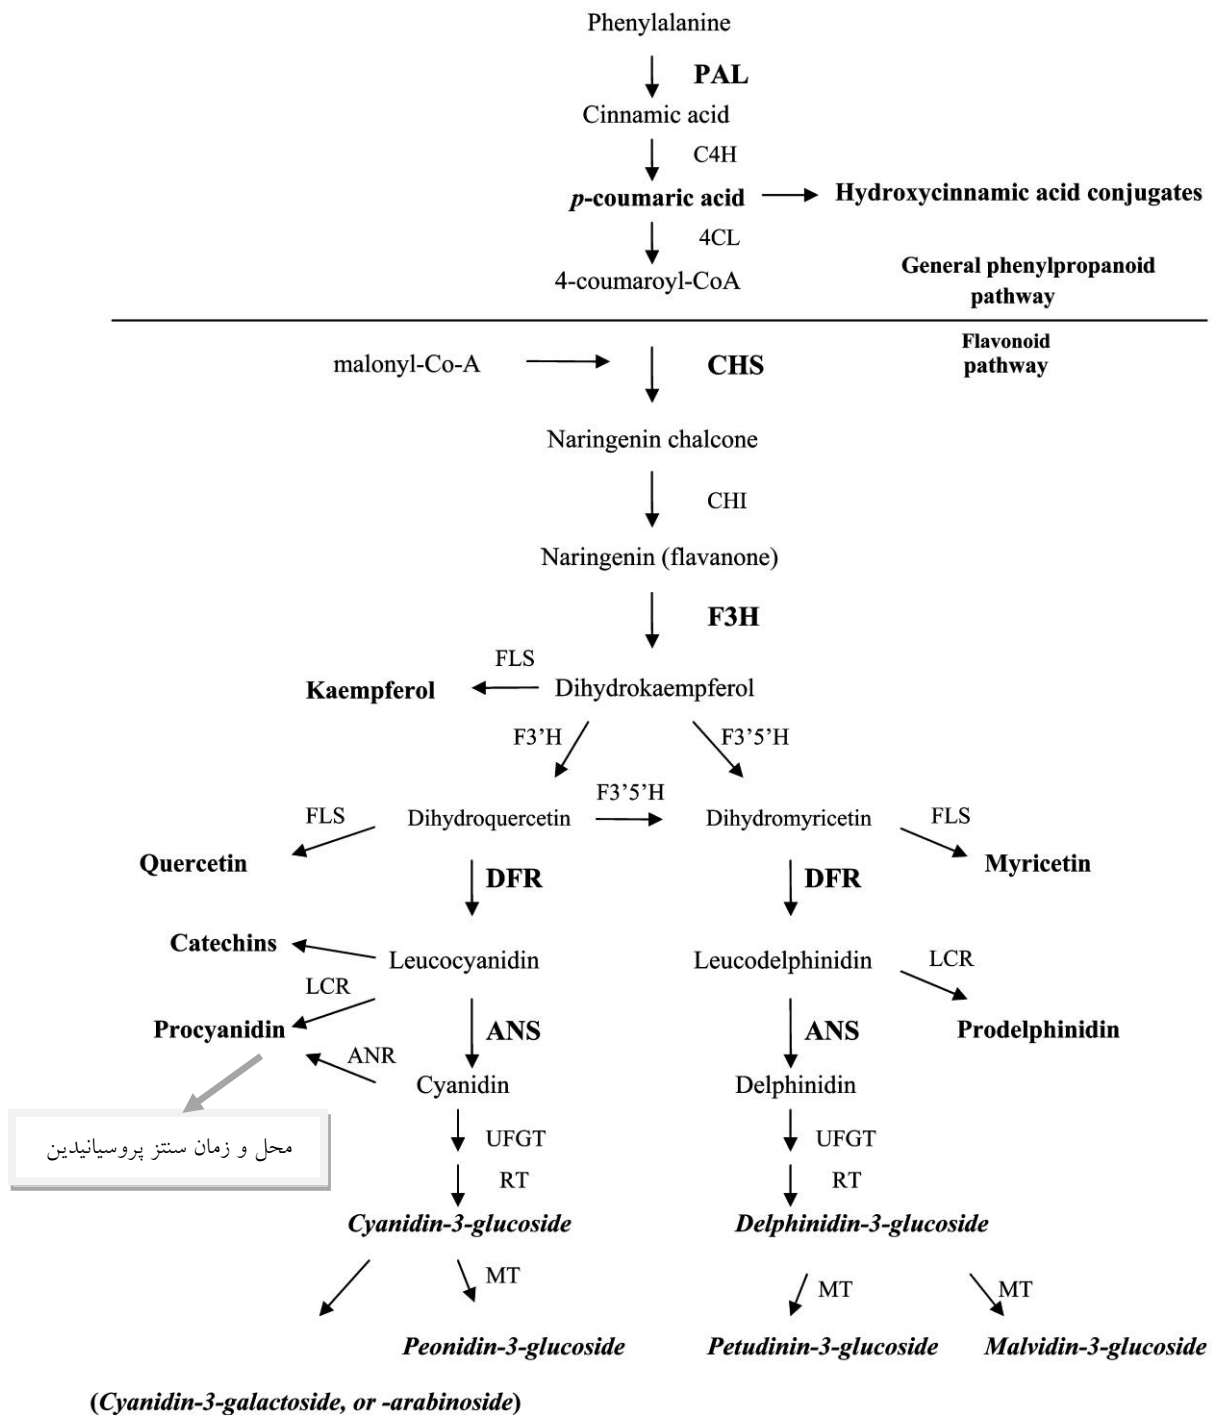 Phenylalanine
PAL
Cinnamic acid
C4H
p-coumaric acid
Hydroxycinnamic acid conjugates
4CL
4-coumaroyl-CoA
General phenylpropanoid
pathway
Flavonoid
pathway
malonyl-Co-A
CHS
Naringenin chalcone
CHI
Naringenin (flavanone)
F3H
FLS
Kaempferol
Dihydrokaempferol
F3’H
F3’5’H
F3’5’H
FLS
Dihydroquercetin
Dihydromyricetin
FLS
Quercetin
DFR
DFR
Myricetin
Catechins
Leucocyanidin
Leucodelphinidin
LCR
LCR
Procyanidin
ANS
ANS
Prodelphinidin
ANR
Cyanidin
Delphinidin
محل و زمان سنتز پروسیانیدین
UFGT
UFGT
RT
RT
Cyanidin-3-glucoside
Delphinidin-3-glucoside
MT
MT
MT
Peonidin-3-glucoside
Petudinin-3-glucoside
Malvidin-3-glucoside
(Cyanidin-3-galactoside, or -arabinoside)